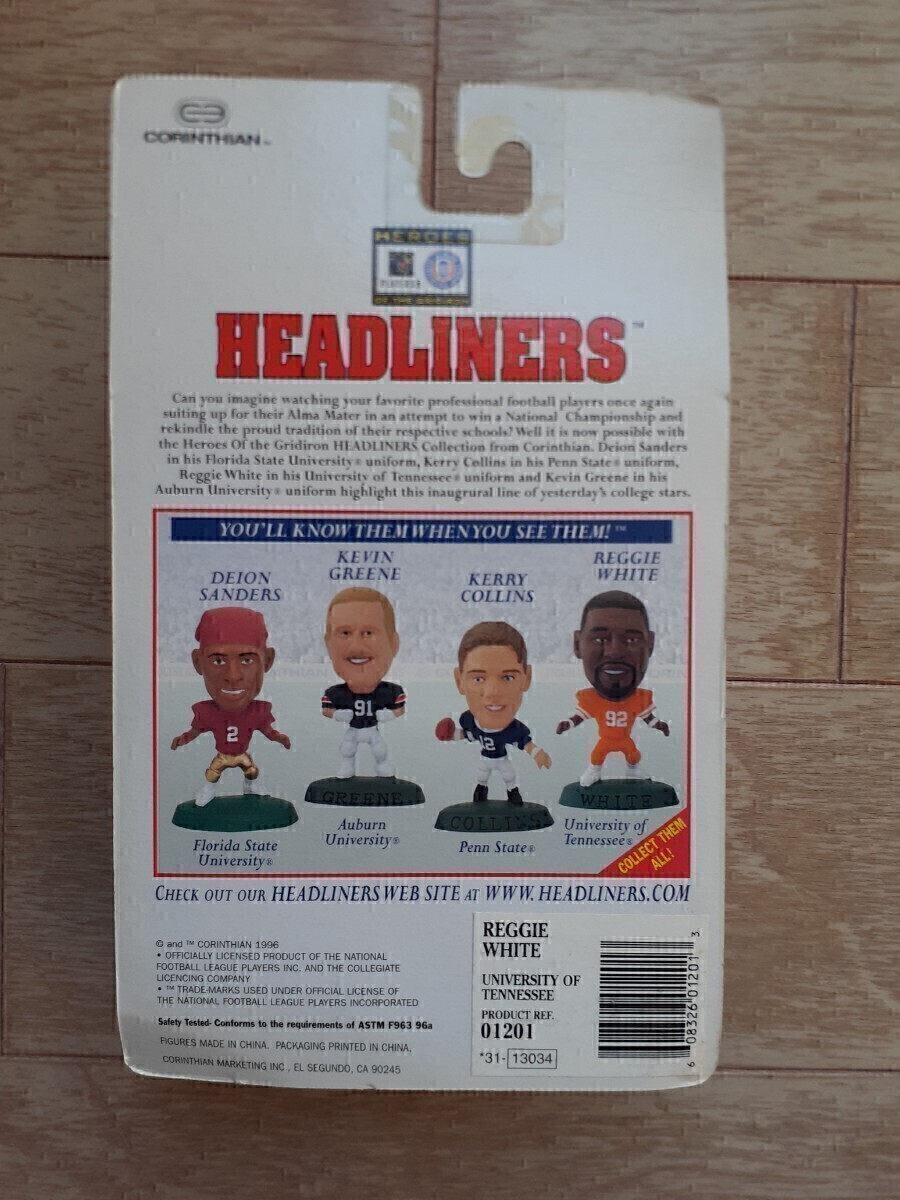 CORINTHIAN™
HEROES
PLAYERS
OF THE GRIDIRON
HEADLINERS™
Can you imagine watching your favorite professional football players once again
suiting up for their Alma Mater in an attempt to win a National Championship and
rekindle the proud tradition of their respective schools? Well it is now possible with
the Heroes Of the Gridiron HEADLINERS Collection from Corinthian. Deion Sanders
in his Florida State University® uniform, Kerry Collins in his Penn State® uniform,
Reggie White in his University of Tennessee® uniform and Kevin Greene in his
Auburn University® uniform highlight this inaugrural line of yesterday's college stars.
YOU'LL KNOW THEM WHEN YOU SEE THEM!™
DEION
SANDERS
KEVIN
GREENE
KERRY
COLLINS
REGGIE
WHITE
2
91
12
92
GREENE
COLLINS
WHITE
Florida State
University®
Auburn
University®
Penn State®
University of
Tennessee®
COLLECT THEM
ALL!
CHECK OUT OUR HEADLINERS WEB SITE AT WWW.HEADLINERS.COM
© and ™ CORINTHIAN 1996
• OFFICIALLY LICENSED PRODUCT OF THE NATIONAL
FOOTBALL LEAGUE PLAYERS INC. AND THE COLLEGIATE
LICENCING COMPANY
• ™ TRADE-MARKS USED UNDER OFFICIAL LICENSE OF
THE NATIONAL FOOTBALL LEAGUE PLAYERS INCORPORATED
Safety Tested- Conforms to the requirements of ASTM F963 96a
FIGURES MADE IN CHINA. PACKAGING PRINTED IN CHINA.
CORINTHIAN MARKETING INC., EL SEGUNDO, CA 90245
REGGIE
WHITE
UNIVERSITY OF
TENNESSEE
PRODUCT REF.
01201
*31- 13034
6 08326 01201 3